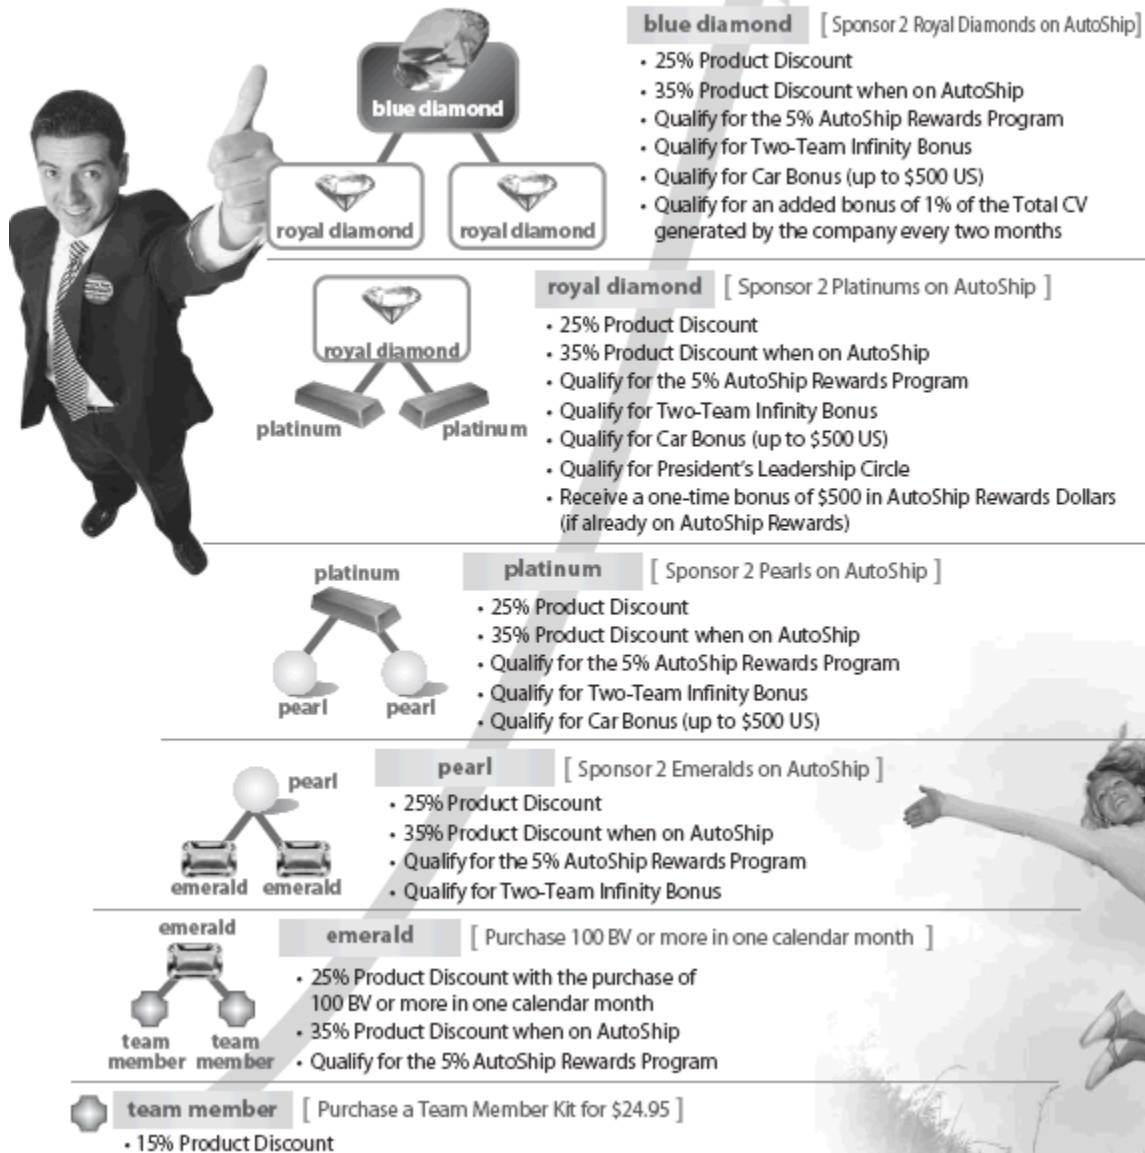 blue diamond [ Sponsor 2 Royal Diamonds on AutoShip]
• 25% Product Discount
• 35% Product Discount when on AutoShip
• Qualify for the 5% AutoShip Rewards Program
• Qualify for Two-Team Infinity Bonus
• Qualify for Car Bonus (up to $500 US)
• Qualify for an added bonus of 1% of the Total CV
generated by the company every two months
blue diamond
royal diamond royal diamond
royal diamond [ Sponsor 2 Platinums on AutoShip ]
• 25% Product Discount
• 35% Product Discount when on AutoShip
• Qualify for the 5% AutoShip Rewards Program
• Qualify for Two-Team Infinity Bonus
• Qualify for Car Bonus (up to $500 US)
• Qualify for President's Leadership Circle
• Receive a one-time bonus of $500 in AutoShip Rewards Dollars
(if already on AutoShip Rewards)
royal diamond
platinum platinum
platinum [ Sponsor 2 Pearls on AutoShip ]
• 25% Product Discount
• 35% Product Discount when on AutoShip
• Qualify for the 5% AutoShip Rewards Program
• Qualify for Two-Team Infinity Bonus
• Qualify for Car Bonus (up to $500 US)
platinum
pearl pearl
pearl [ Sponsor 2 Emeralds on AutoShip ]
• 25% Product Discount
• 35% Product Discount when on AutoShip
• Qualify for the 5% AutoShip Rewards Program
• Qualify for Two-Team Infinity Bonus
pearl
emerald emerald
emerald [ Purchase 100 BV or more in one calendar month ]
• 25% Product Discount with the purchase of
100 BV or more in one calendar month
• 35% Product Discount when on AutoShip
• Qualify for the 5% AutoShip Rewards Program
emerald
team member team member
team member [ Purchase a Team Member Kit for $24.95 ]
• 15% Product Discount